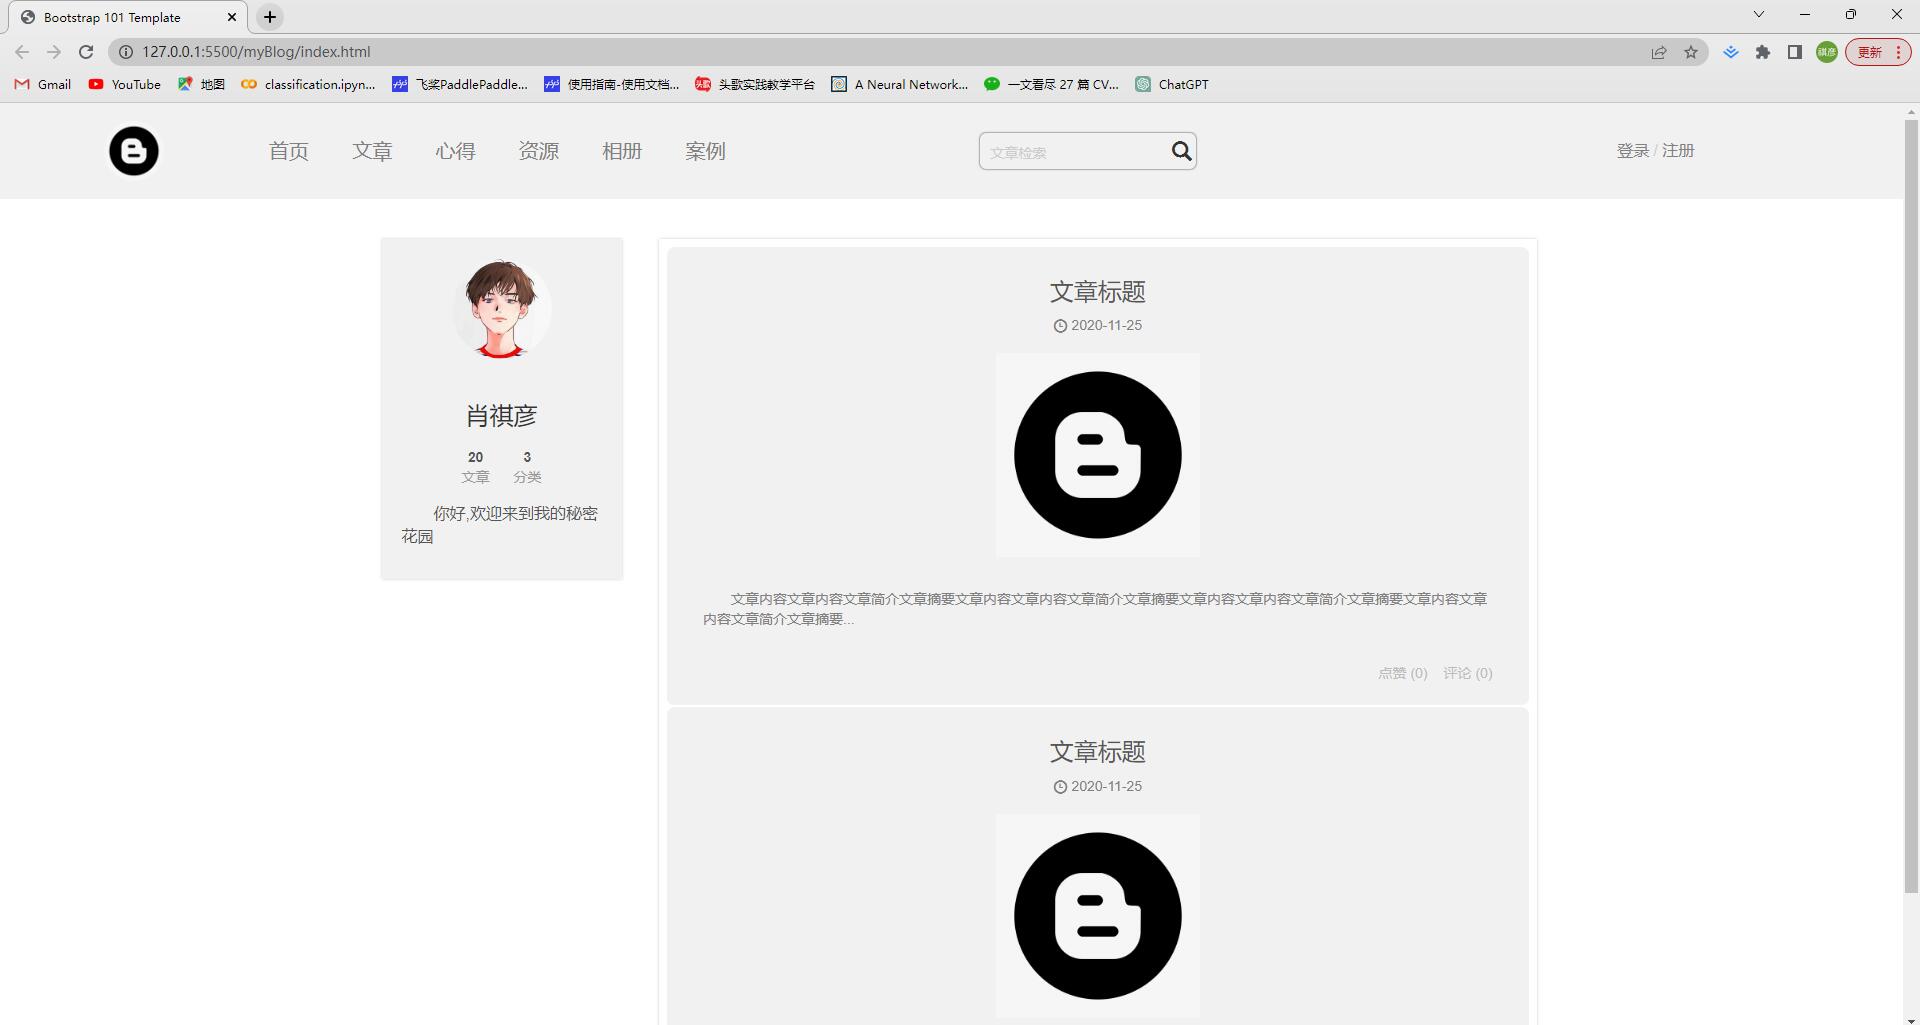 Bootstrap 101 Template
127.0.0.1:5500/myBlog/index.html
祺彦
更新
Gmail
YouTube
地图
classification.ipyn...
飞桨PaddlePaddle...
使用指南-使用文档...
头歌 头歌实践教学平台
A Neural Network...
一文看尽 27 篇 CV...
ChatGPT
首页 文章 心得 资源 相册 案例
文章检索
登录 / 注册
肖祺彦
20 3
文章 分类
你好,欢迎来到我的秘密
花园
文章标题
2020-11-25
文章内容文章内容文章简介文章摘要文章内容文章内容文章简介文章摘要文章内容文章内容文章简介文章摘要文章内容文章
内容文章简介文章摘要...
点赞 (0) 评论 (0)
文章标题
2020-11-25